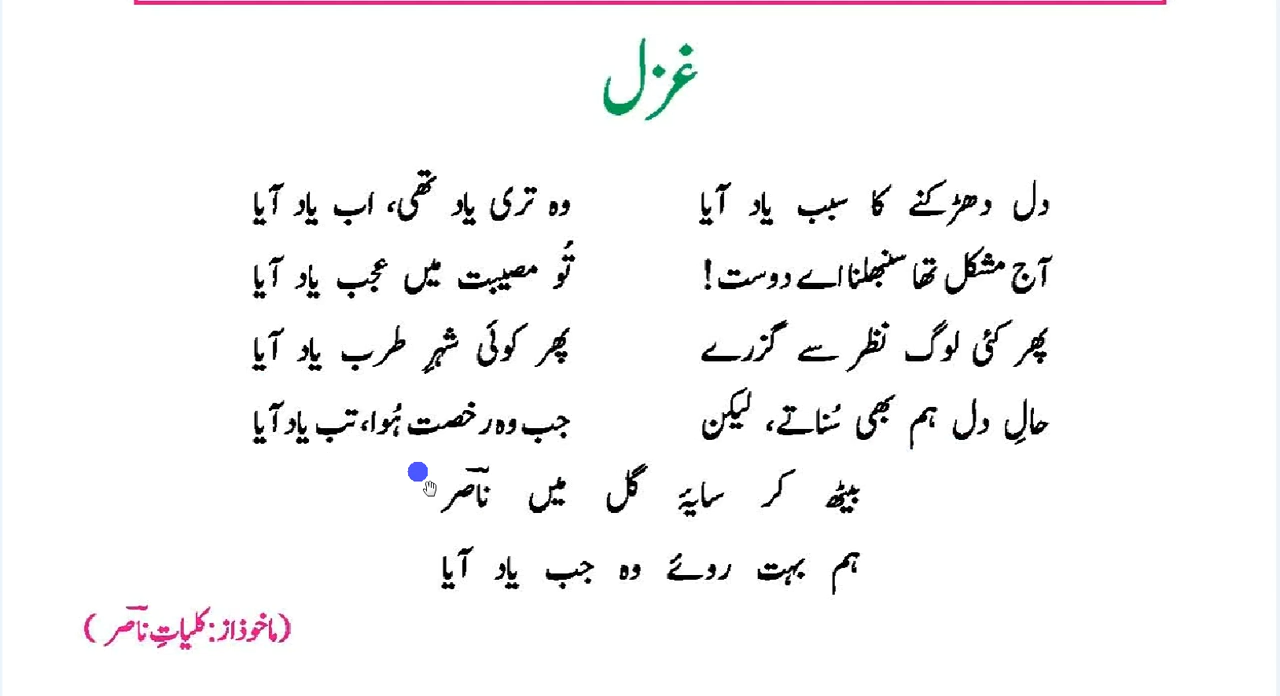 غزل
دل دھڑکنے کا سبب یاد آیا وہ تری یاد تھی، اب یاد آیا
آج مشکل تھا سنبھلنا اے دوست! تُو مصیبت میں عجب یاد آیا
پھر کئی لوگ نظر سے گزرے پھر کوئی شہرِ طرب یاد آیا
حالِ دل ہم بھی سُناتے، لیکن جب وہ رخصت ہُوا، تب یاد آیا
بیٹھ کر سایۂ گل میں ناصؔر
ہم بہت روئے وہ جب یاد آیا
(ماخوذ از: کلیاتِ ناصؔر)